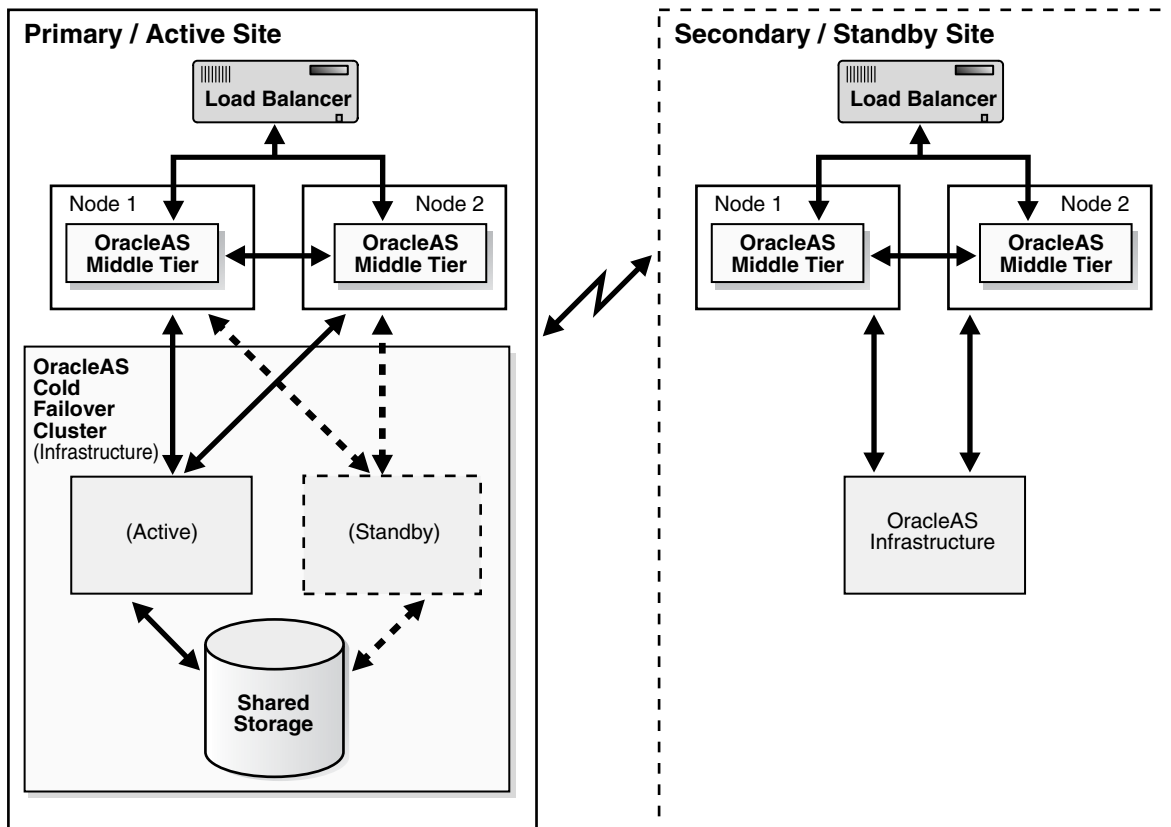 Primary / Active Site
Load Balancer
Node 1
OracleAS
Middle Tier
Node 2
OracleAS
Middle Tier
OracleAS
Cold
Failover
Cluster
(Infrastructure)
(Active)
(Standby)
Shared
Storage
Secondary / Standby Site
Load Balancer
Node 1
OracleAS
Middle Tier
Node 2
OracleAS
Middle Tier
OracleAS
Infrastructure